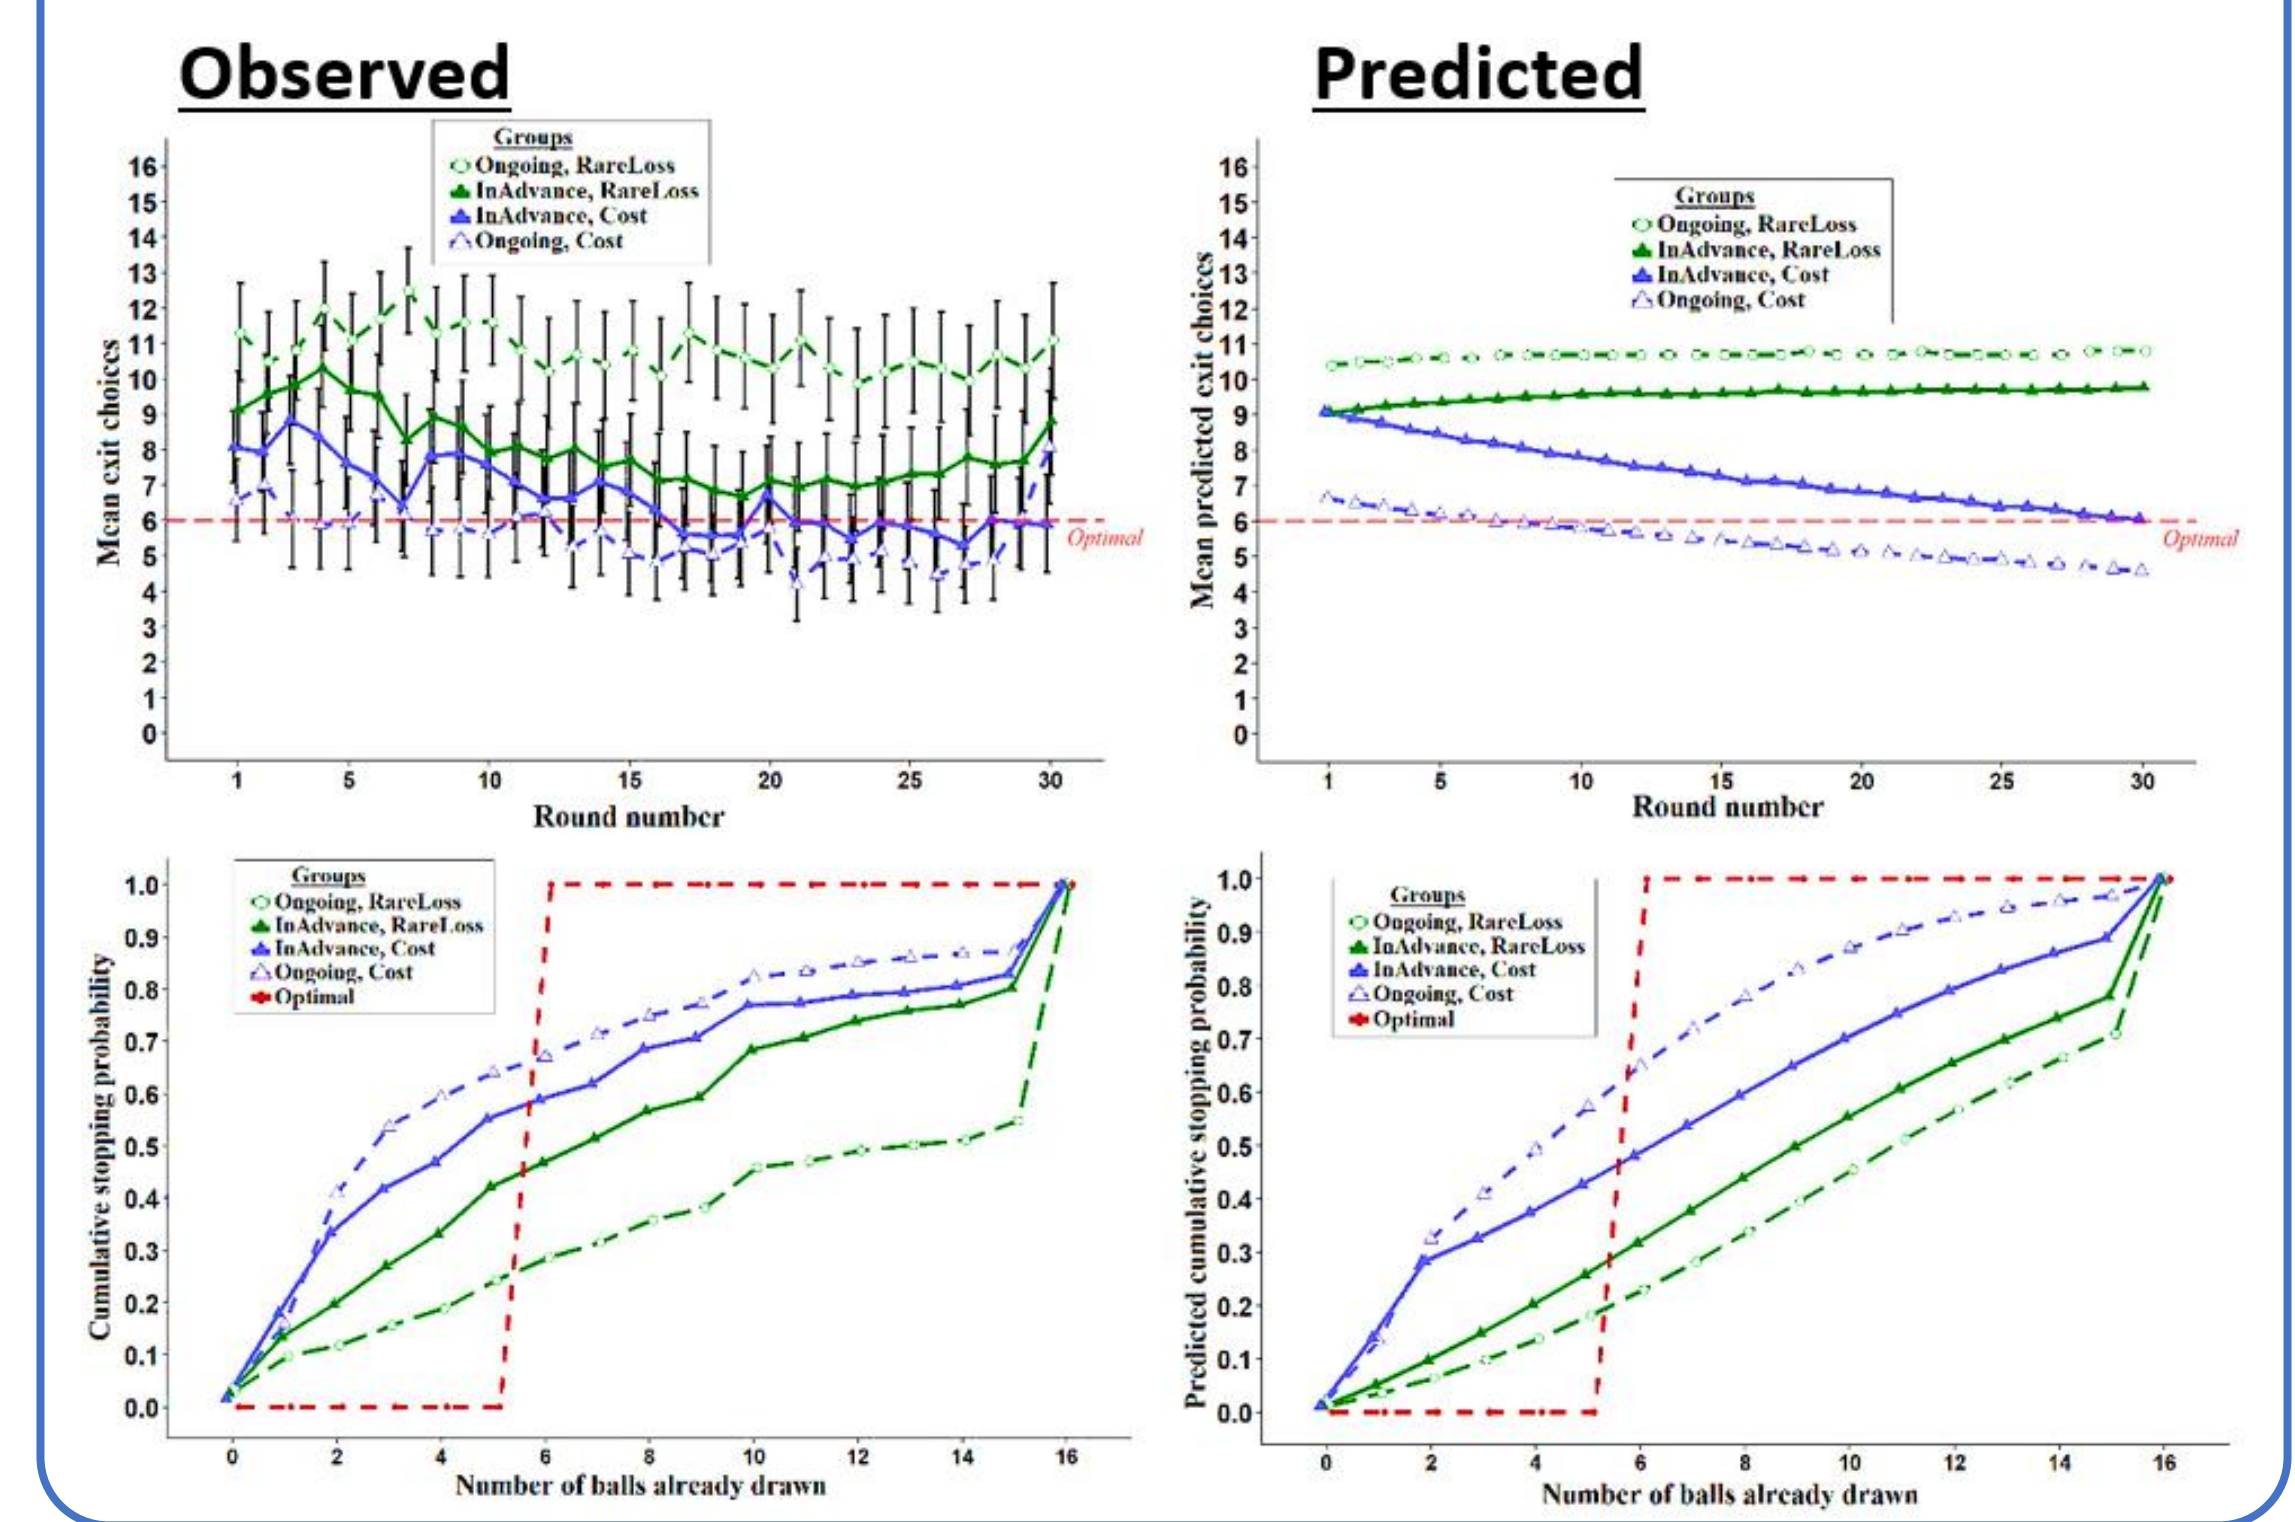 Observed
Groups
Ongoing, RareLoss
InAdvance, RareLoss
InAdvance, Cost
Ongoing, Cost
Mean exit choices
16
15
14
13
12
11
10
9
8
7
6
5
4
3
2
1
0
Optimal
1 5 10 15 20 25 30
Round number
Predicted
Groups
Ongoing, RareLoss
InAdvance, RareLoss
InAdvance, Cost
Ongoing, Cost
Mean predicted exit choices
16
15
14
13
12
11
10
9
8
7
6
5
4
3
2
1
0
Optimal
1 5 10 15 20 25 30
Round number
Groups
Ongoing, RareLoss
InAdvance, RareLoss
InAdvance, Cost
Ongoing, Cost
Optimal
Cumulative stopping probability
1.0
0.9
0.8
0.7
0.6
0.5
0.4
0.3
0.2
0.1
0.0
0 2 4 6 8 10 12 14 16
Number of balls already drawn
Groups
Ongoing, RareLoss
InAdvance, RareLoss
InAdvance, Cost
Ongoing, Cost
Optimal
Predicted cumulative stopping probability
1.0
0.9
0.8
0.7
0.6
0.5
0.4
0.3
0.2
0.1
0.0
0 2 4 6 8 10 12 14 16
Number of balls already drawn